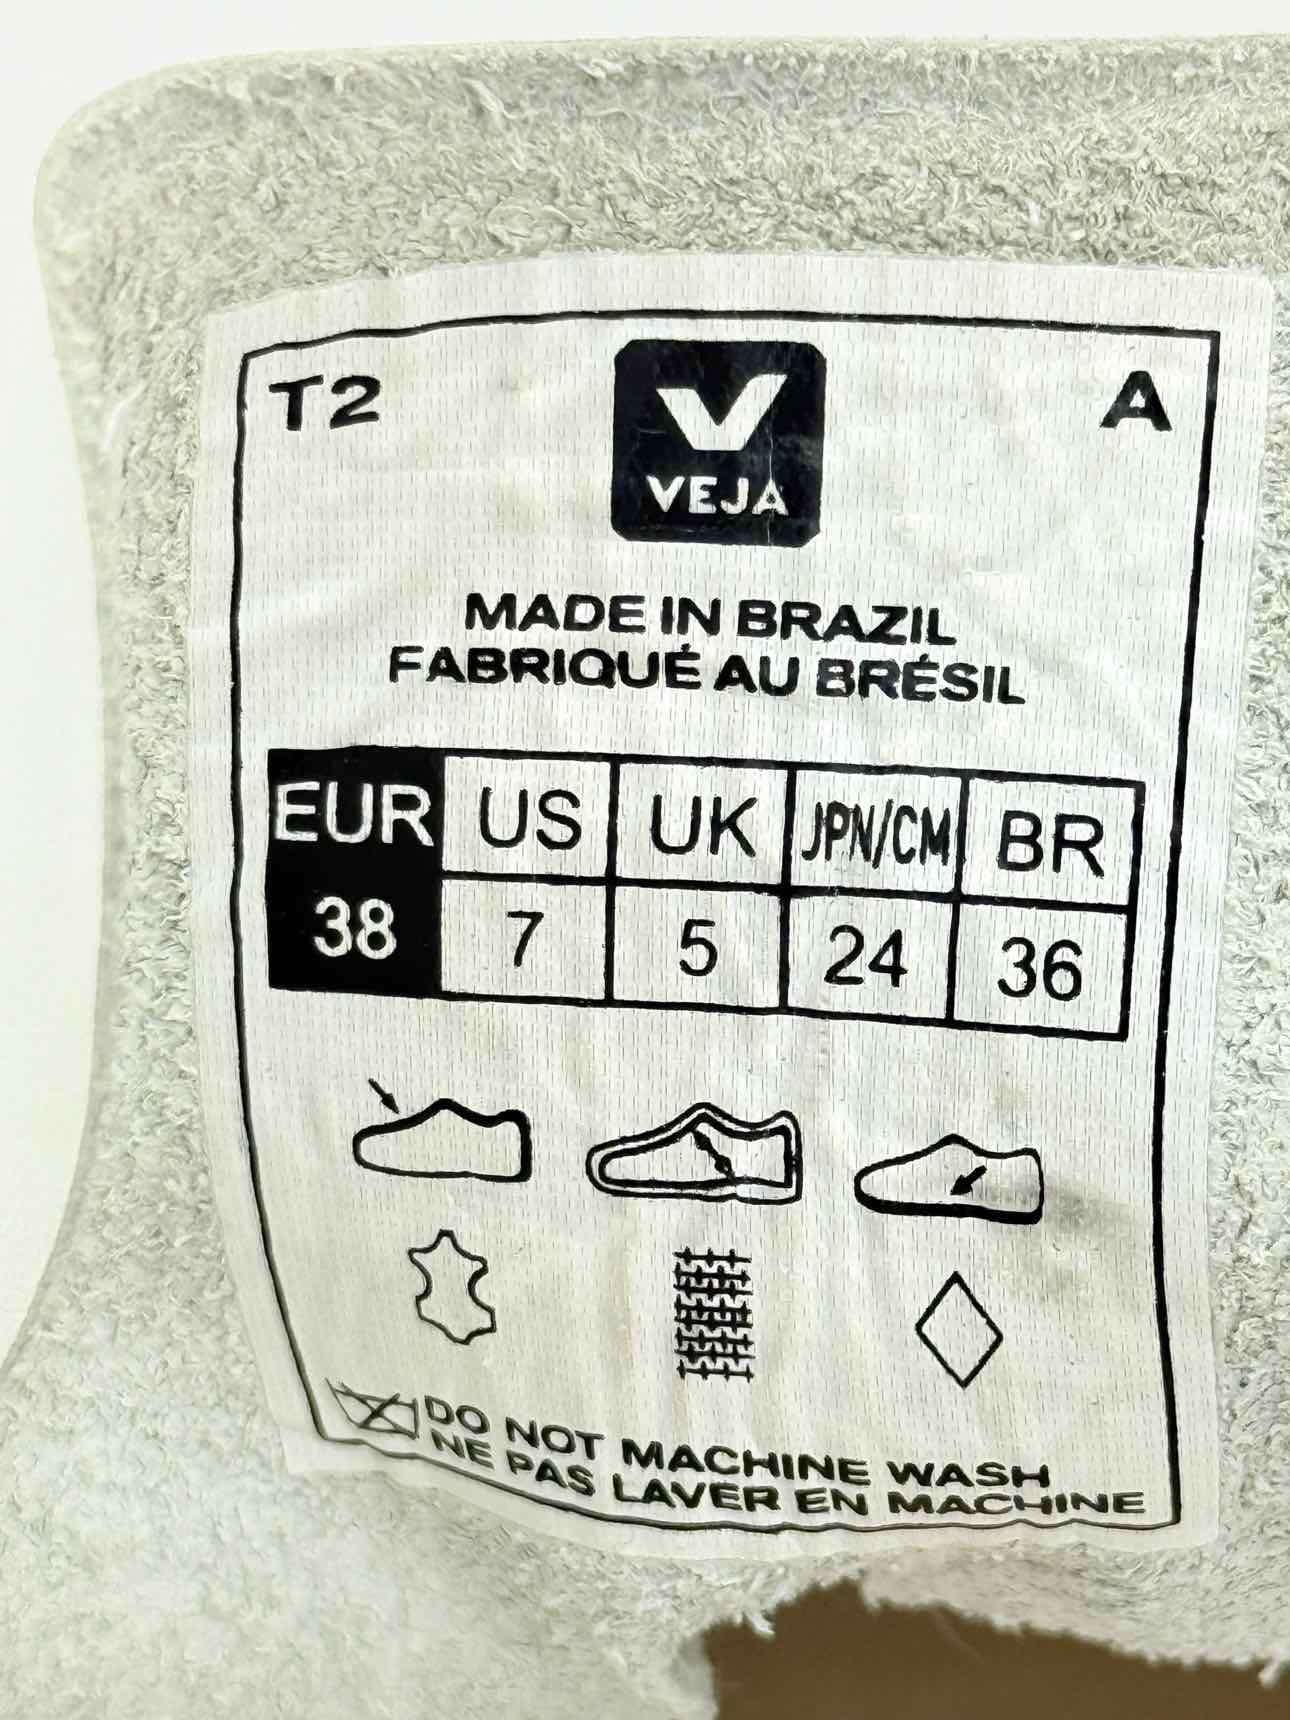 T2 A
VEJA
MADE IN BRAZIL
FABRIQUÉ AU BRÉSIL
EUR US UK JPN/CM BR
38 7 5 24 36
DO NOT MACHINE WASH
NE PAS LAVER EN MACHINE